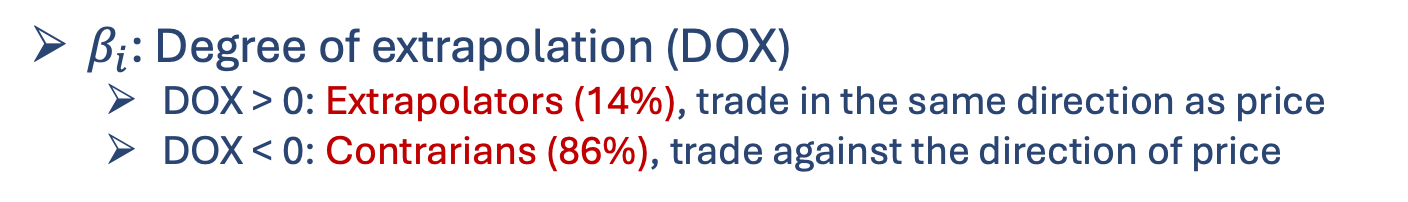 ➢ βᵢ: Degree of extrapolation (DOX)
➢ DOX > 0: Extrapolators (14%), trade in the same direction as price
➢ DOX < 0: Contrarians (86%), trade against the direction of price